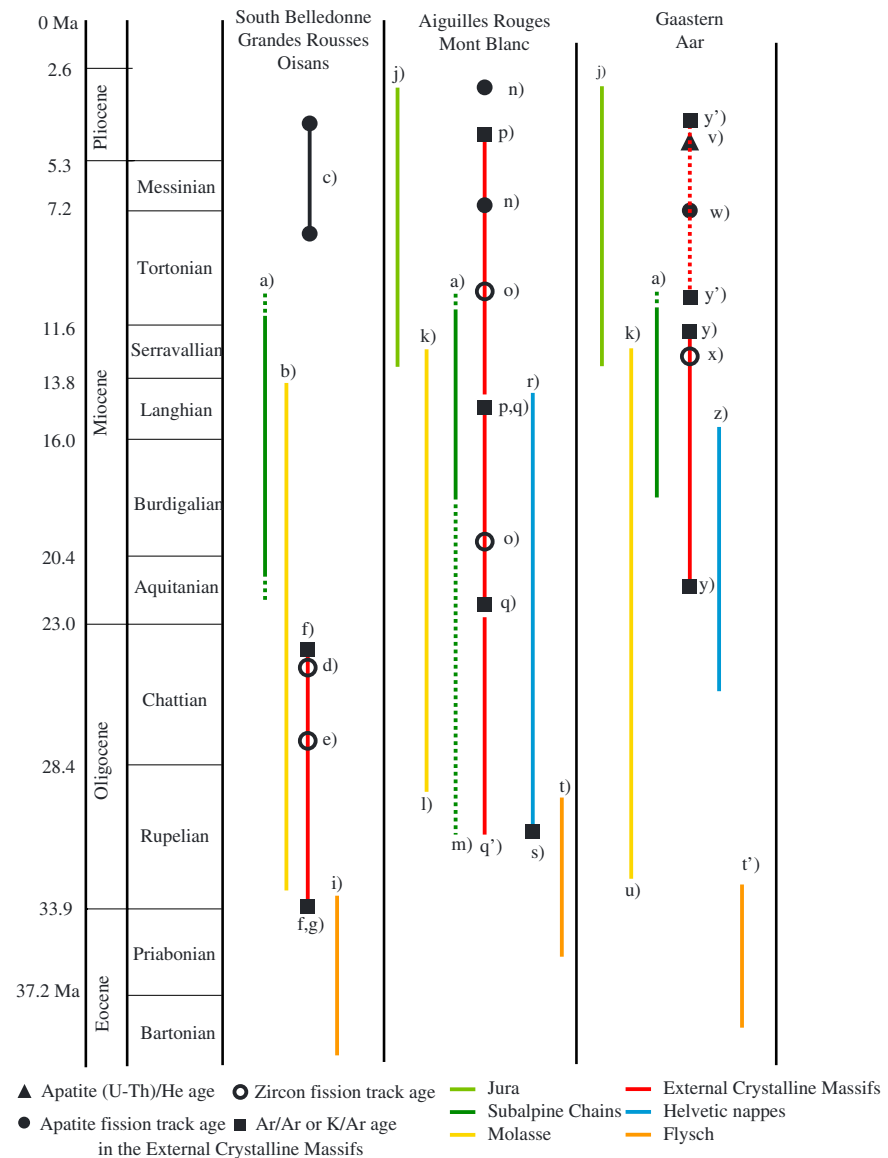 0 Ma
2.6
5.3
7.2
11.6
13.8
16.0
20.4
23.0
28.4
33.9
37.2 Ma
Pliocene
Miocene
Oligocene
Eocene
Messinian
Tortonian
Serravallian
Langhian
Burdigalian
Aquitanian
Chattian
Rupelian
Priabonian
Bartonian
South Belledonne
Grandes Rousses
Oisans
c)
a)
b)
f)
d)
e)
i)
f,g)
Aiguilles Rouges
Mont Blanc
j)
n)
p)
n)
a)
o)
k)
r)
p,q)
o)
q)
t)
l)
m)
q’)
s)
Gaastern
Aar
j)
y’)
v)
w)
a)
y’)
k)
y)
x)
z)
y)
u)
t’)
Apatite (U-Th)/He age
Zircon fission track age
Apatite fission track age
Ar/Ar or K/Ar age
in the External Crystalline Massifs
Jura
Subalpine Chains
Molasse
External Crystalline Massifs
Helvetic nappes
Flysch